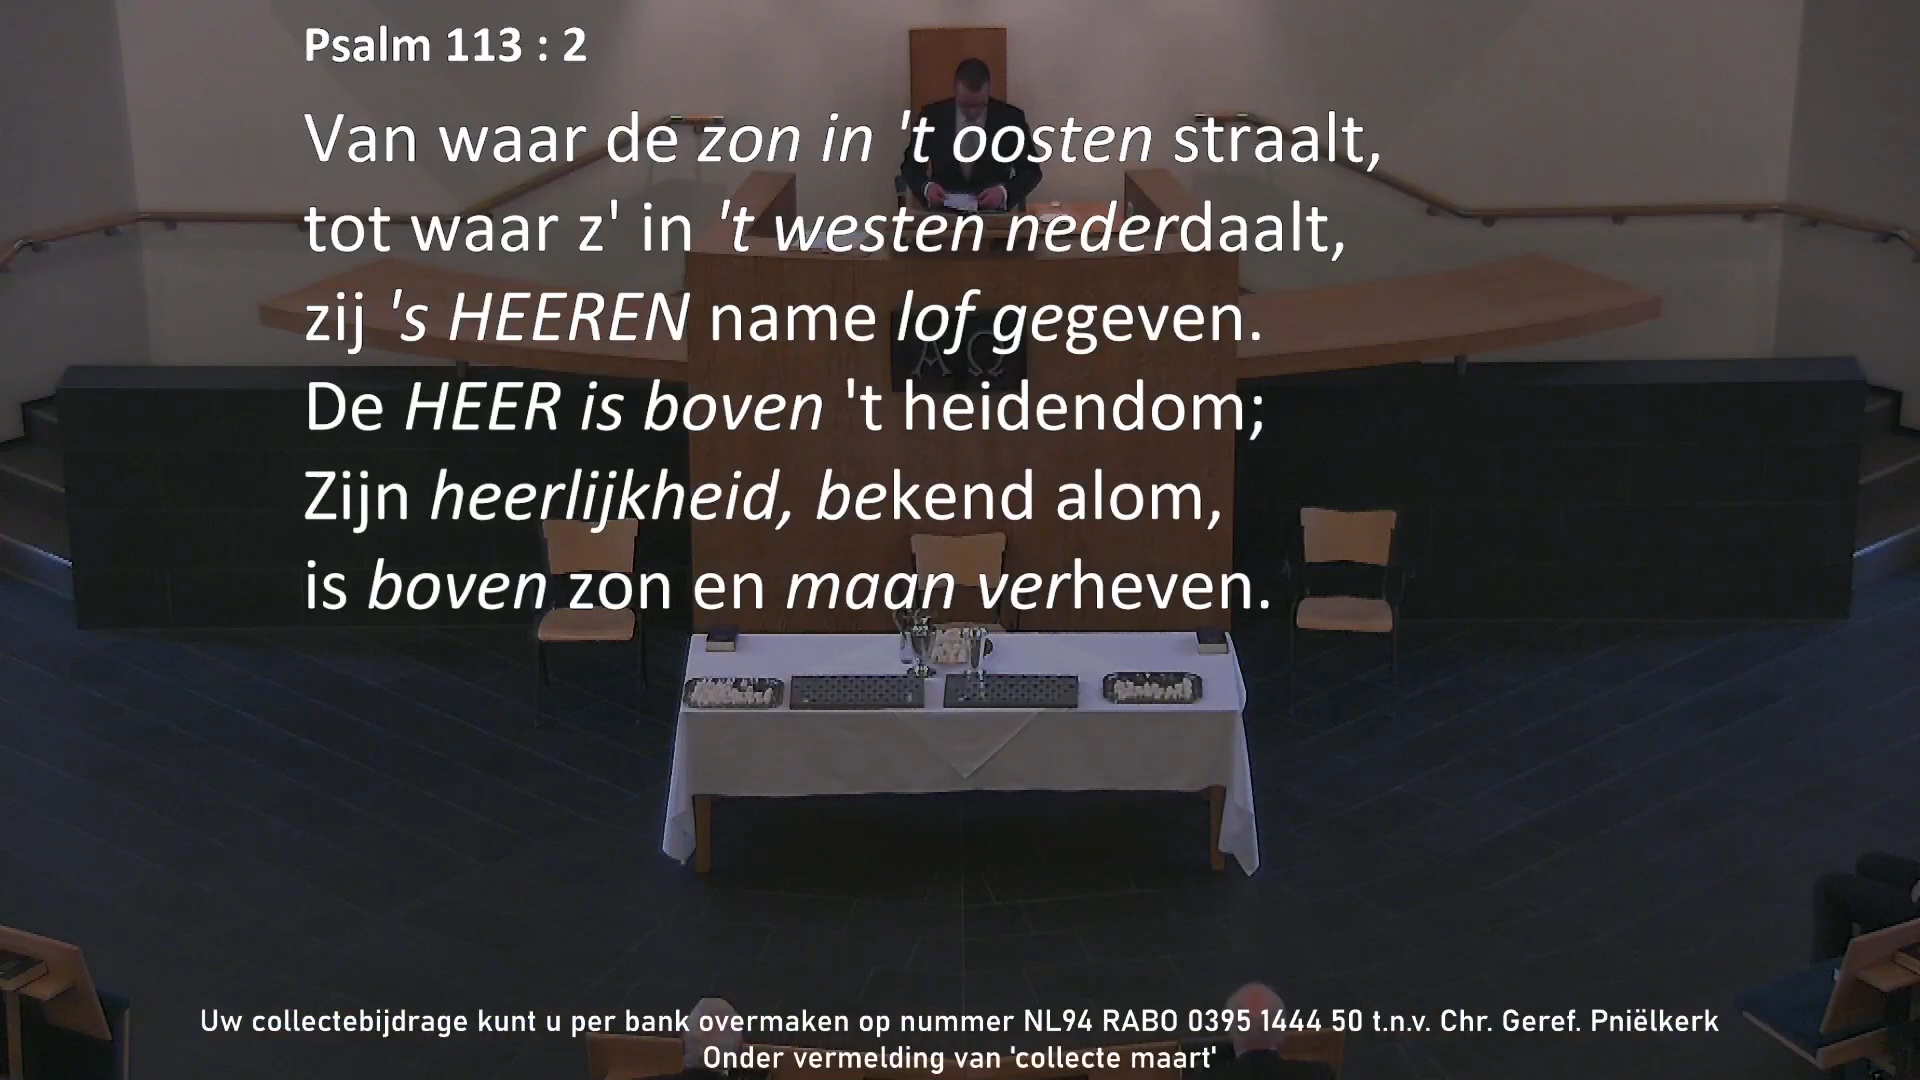 Psalm 113 : 2
Van waar de zon in 't oosten straalt,
tot waar z' in 't westen nederdaalt,
zij 's HEEREN name lof gegeven.
De HEER is boven 't heidendom;
Zijn heerlijkheid, bekend alom,
is boven zon en maan verheven.
Α Ω
Uw collectebijdrage kunt u per bank overmaken op nummer NL94 RABO 0395 1444 50 t.n.v. Chr. Geref. Pniëlkerk
Onder vermelding van 'collecte maart'